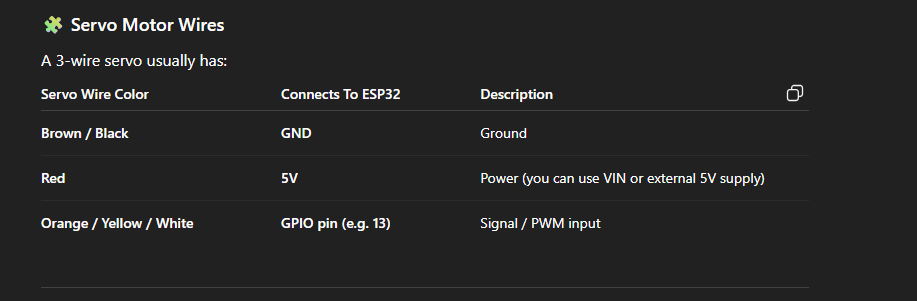 🧩 Servo Motor Wires
A 3-wire servo usually has:
Servo Wire Color Connects To ESP32 Description
Brown / Black GND Ground
Red 5V Power (you can use VIN or external 5V supply)
Orange / Yellow / White GPIO pin (e.g. 13) Signal / PWM input